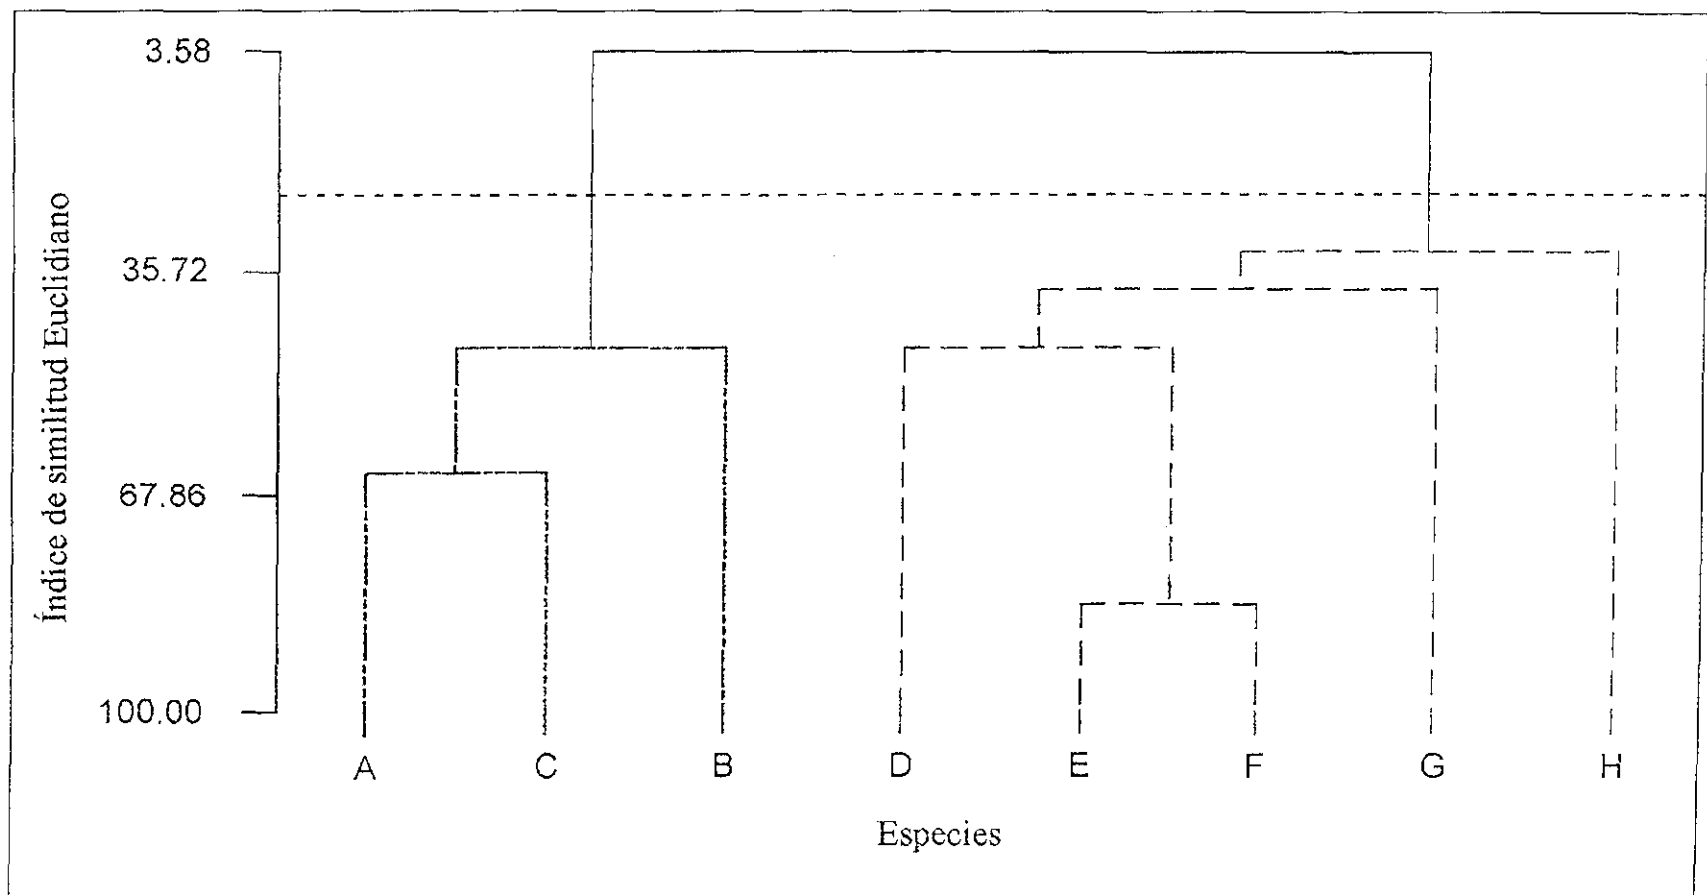 3.58
35.72
67.86
100.00
Índice de similitud Euclidiano
A C B D E F G H
Especies